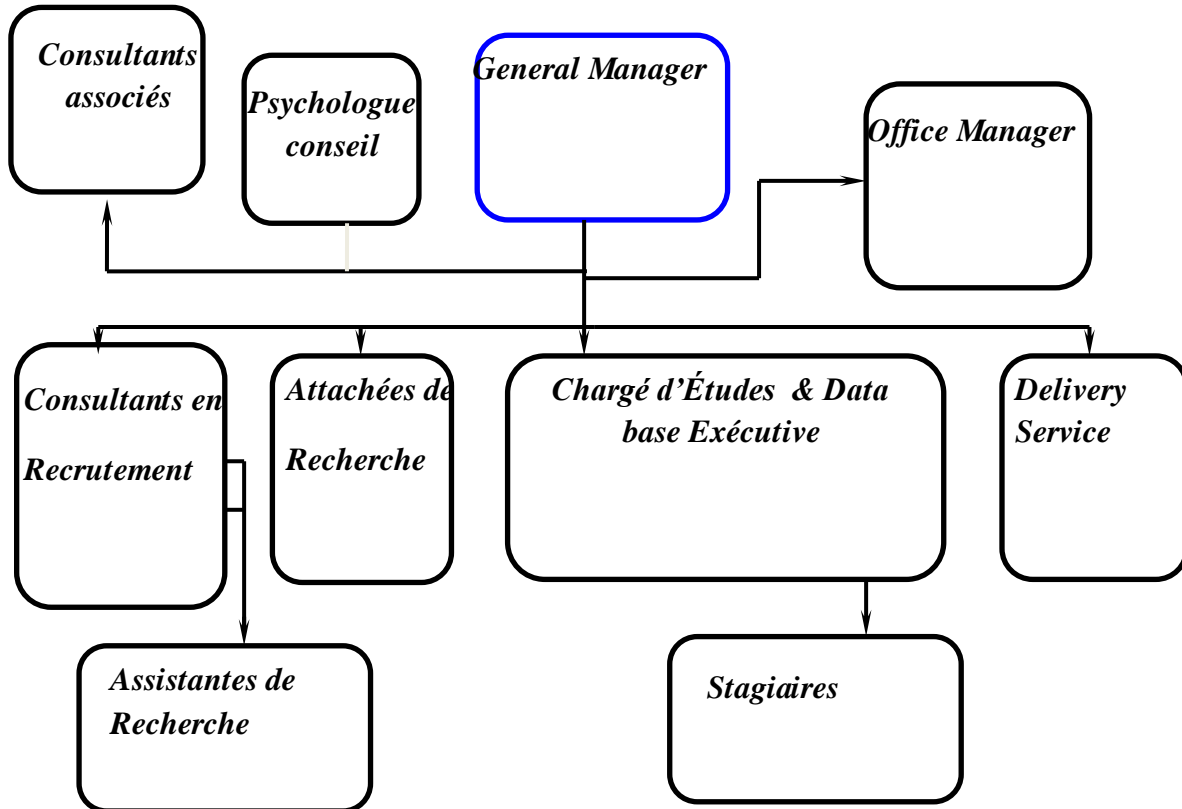 Consultants
associés
Psychologue
conseil
General Manager
Office Manager
Consultants en
Recrutement
Attachées de
Recherche
Chargé d’Études & Data
base Exécutive
Delivery
Service
Assistantes de
Recherche
Stagiaires